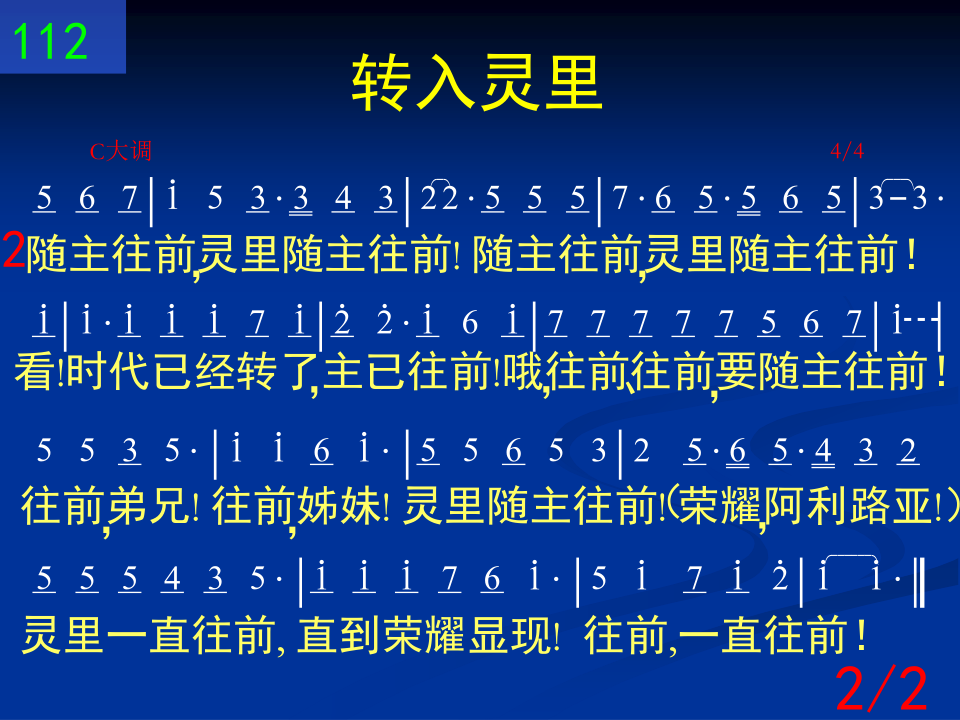 112
转入灵里
C大调 4/4
5 6 7 | i 5 3 · 3 4 3 | 2 2 · 5 5 5 | 7 · 6 5 · 5 6 5 | 3 – 3 ·
2 随主往前,灵里随主往前! 随主往前,灵里随主往前!
i | i · i i i 7 i | 2̇ 2̇ · i 6 i | 7 7 7 7 7 5 6 7 | i - - -|
看!时代已经转了,主已往前!哦,往前、往前,要随主往前!
5 5 3 5 · | i i 6 i · | 5 5 6 5 3 | 2 5 · 6 5 · 4 3 2
往前,弟兄! 往前,姊妹! 灵里随主往前!(荣耀,阿利路亚!)
5 5 5 4 3 5 · | i i i 7 6 i · | 5 i 7 i 2̇ | i i · ‖
灵里一直往前, 直到荣耀显现! 往前,一直往前!
2/2